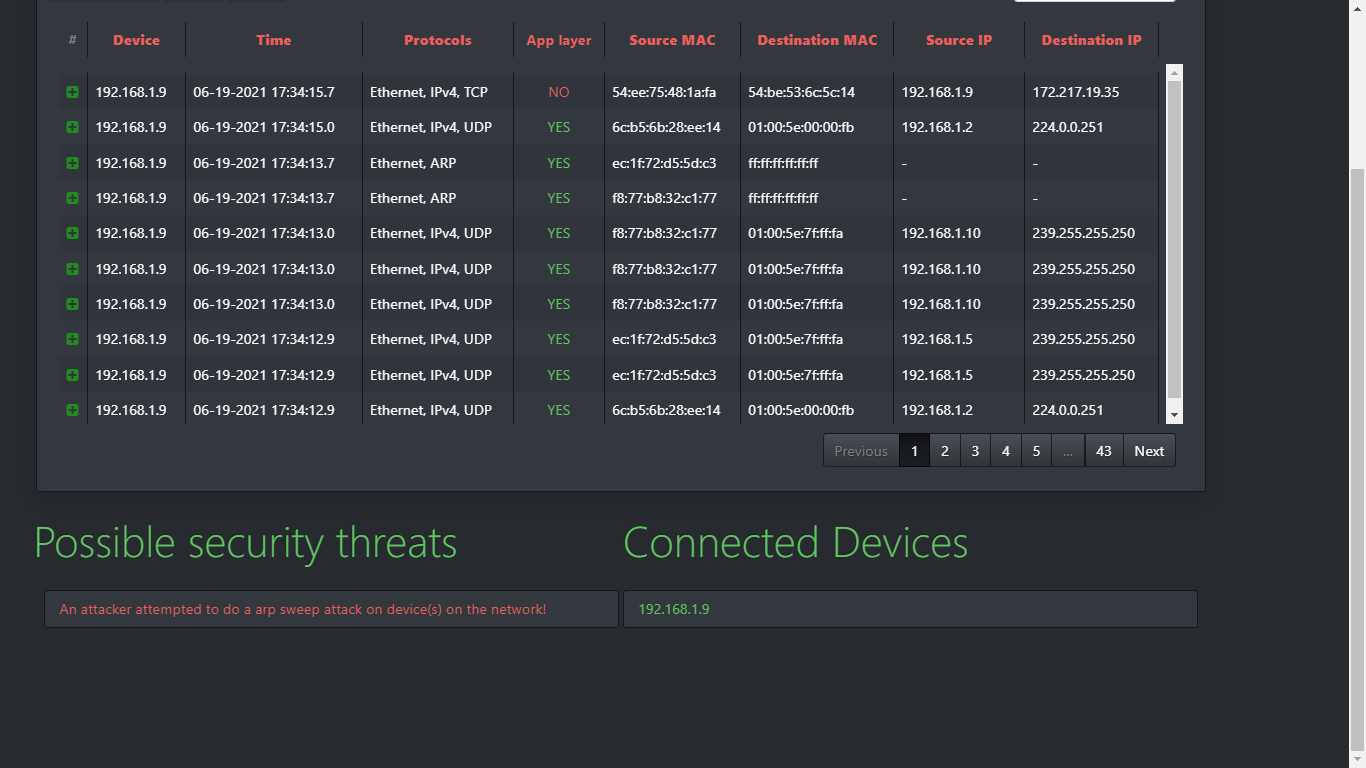 # Device Time Protocols App layer Source MAC Destination MAC Source IP Destination IP
192.168.1.9 06-19-2021 17:34:15.7 Ethernet, IPv4, TCP NO 54:ee:75:48:1a:fa 54:be:53:6c:5c:14 192.168.1.9 172.217.19.35
192.168.1.9 06-19-2021 17:34:15.0 Ethernet, IPv4, UDP YES 6c:b5:6b:28:ee:14 01:00:5e:00:00:fb 192.168.1.2 224.0.0.251
192.168.1.9 06-19-2021 17:34:13.7 Ethernet, ARP YES ec:1f:72:d5:5d:c3 ff:ff:ff:ff:ff:ff - -
192.168.1.9 06-19-2021 17:34:13.7 Ethernet, ARP YES f8:77:b8:32:c1:77 ff:ff:ff:ff:ff:ff - -
192.168.1.9 06-19-2021 17:34:13.0 Ethernet, IPv4, UDP YES f8:77:b8:32:c1:77 01:00:5e:7f:ff:fa 192.168.1.10 239.255.255.250
192.168.1.9 06-19-2021 17:34:13.0 Ethernet, IPv4, UDP YES f8:77:b8:32:c1:77 01:00:5e:7f:ff:fa 192.168.1.10 239.255.255.250
192.168.1.9 06-19-2021 17:34:13.0 Ethernet, IPv4, UDP YES f8:77:b8:32:c1:77 01:00:5e:7f:ff:fa 192.168.1.10 239.255.255.250
192.168.1.9 06-19-2021 17:34:12.9 Ethernet, IPv4, UDP YES ec:1f:72:d5:5d:c3 01:00:5e:7f:ff:fa 192.168.1.5 239.255.255.250
192.168.1.9 06-19-2021 17:34:12.9 Ethernet, IPv4, UDP YES ec:1f:72:d5:5d:c3 01:00:5e:7f:ff:fa 192.168.1.5 239.255.255.250
192.168.1.9 06-19-2021 17:34:12.9 Ethernet, IPv4, UDP YES 6c:b5:6b:28:ee:14 01:00:5e:00:00:fb 192.168.1.2 224.0.0.251
Previous 1 2 3 4 5 ... 43 Next
Possible security threats
An attacker attempted to do a arp sweep attack on device(s) on the network!
Connected Devices
192.168.1.9